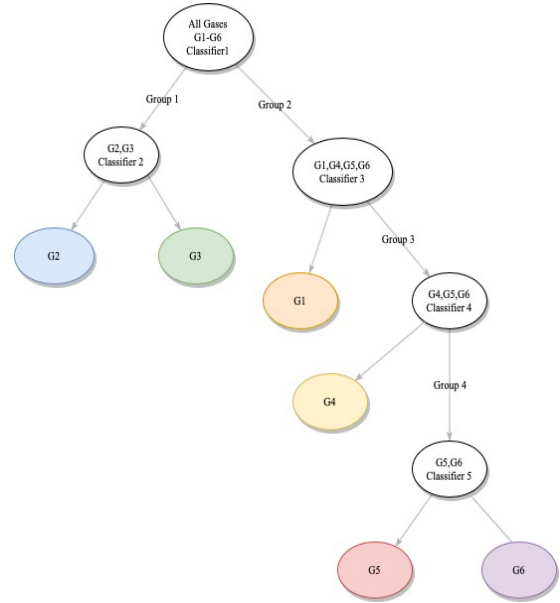 All Gases
G1-G6
Classifier1
Group 1
Group 2
G2,G3
Classifier 2
G1,G4,G5,G6
Classifier 3
G2
G3
Group 3
G1
G4,G5,G6
Classifier 4
G4
Group 4
G5,G6
Classifier 5
G5
G6